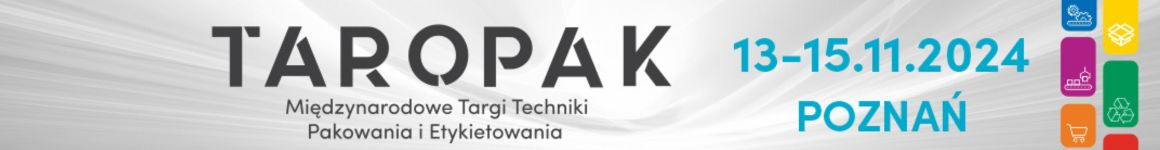 TAROPAK
Międzynarodowe Targi Techniki
Pakowania i Etykietowania
13-15.11.2024
POZNAŃ